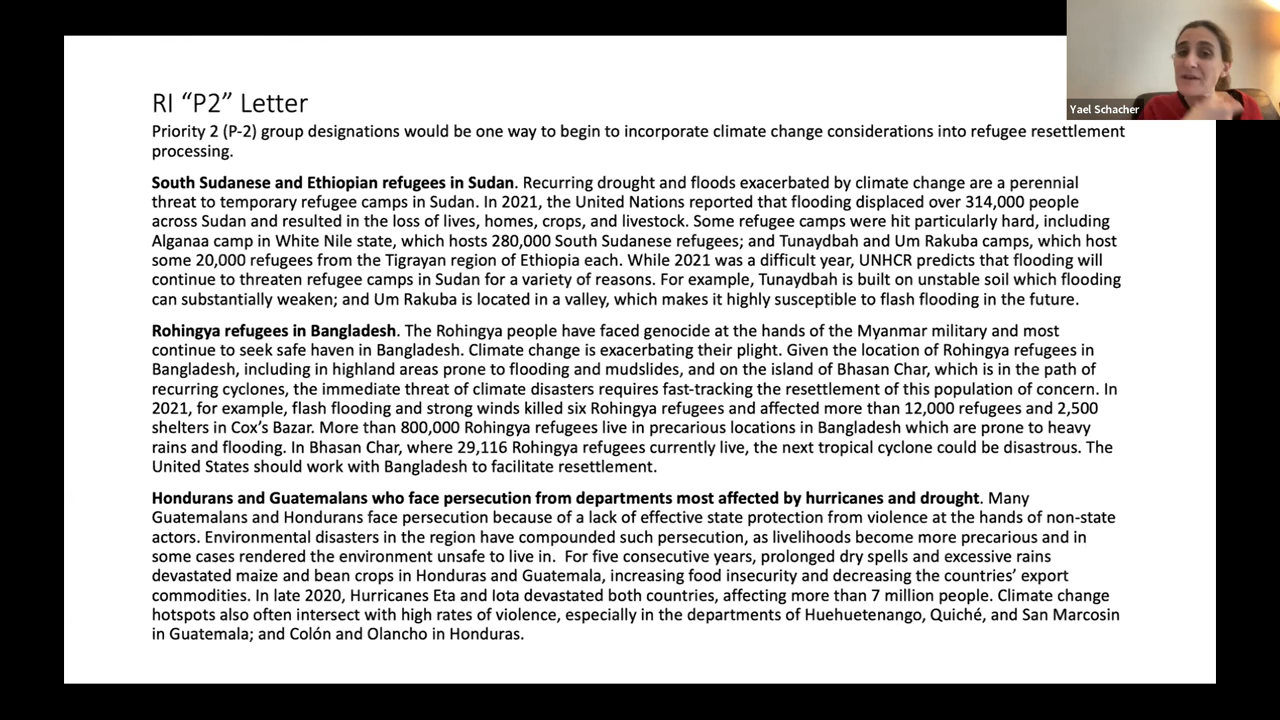 RI “P2” Letter
Priority 2 (P-2) group designations would be one way to begin to incorporate climate change considerations into refugee resettlement
processing.
South Sudanese and Ethiopian refugees in Sudan. Recurring drought and floods exacerbated by climate change are a perennial
threat to temporary refugee camps in Sudan. In 2021, the United Nations reported that flooding displaced over 314,000 people
across Sudan and resulted in the loss of lives, homes, crops, and livestock. Some refugee camps were hit particularly hard, including
Alganaa camp in White Nile state, which hosts 280,000 South Sudanese refugees; and Tunaydbah and Um Rakuba camps, which host
some 20,000 refugees from the Tigrayan region of Ethiopia each. While 2021 was a difficult year, UNHCR predicts that flooding will
continue to threaten refugee camps in Sudan for a variety of reasons. For example, Tunaydbah is built on unstable soil which flooding
can substantially weaken; and Um Rakuba is located in a valley, which makes it highly susceptible to flash flooding in the future.
Rohingya refugees in Bangladesh. The Rohingya people have faced genocide at the hands of the Myanmar military and most
continue to seek safe haven in Bangladesh. Climate change is exacerbating their plight. Given the location of Rohingya refugees in
Bangladesh, including in highland areas prone to flooding and mudslides, and on the island of Bhasan Char, which is in the path of
recurring cyclones, the immediate threat of climate disasters requires fast-tracking the resettlement of this population of concern. In
2021, for example, flash flooding and strong winds killed six Rohingya refugees and affected more than 12,000 refugees and 2,500
shelters in Cox’s Bazar. More than 800,000 Rohingya refugees live in precarious locations in Bangladesh which are prone to heavy
rains and flooding. In Bhasan Char, where 29,116 Rohingya refugees currently live, the next tropical cyclone could be disastrous. The
United States should work with Bangladesh to facilitate resettlement.
Hondurans and Guatemalans who face persecution from departments most affected by hurricanes and drought. Many
Guatemalans and Hondurans face persecution because of a lack of effective state protection from violence at the hands of non-state
actors. Environmental disasters in the region have compounded such persecution, as livelihoods become more precarious and in
some cases rendered the environment unsafe to live in. For five consecutive years, prolonged dry spells and excessive rains
devastated maize and bean crops in Honduras and Guatemala, increasing food insecurity and decreasing the countries’ export
commodities. In late 2020, Hurricanes Eta and Iota devastated both countries, affecting more than 7 million people. Climate change
hotspots also often intersect with high rates of violence, especially in the departments of Huehuetenango, Quiché, and San Marcosin
in Guatemala; and Colón and Olancho in Honduras.
Yael Schacher